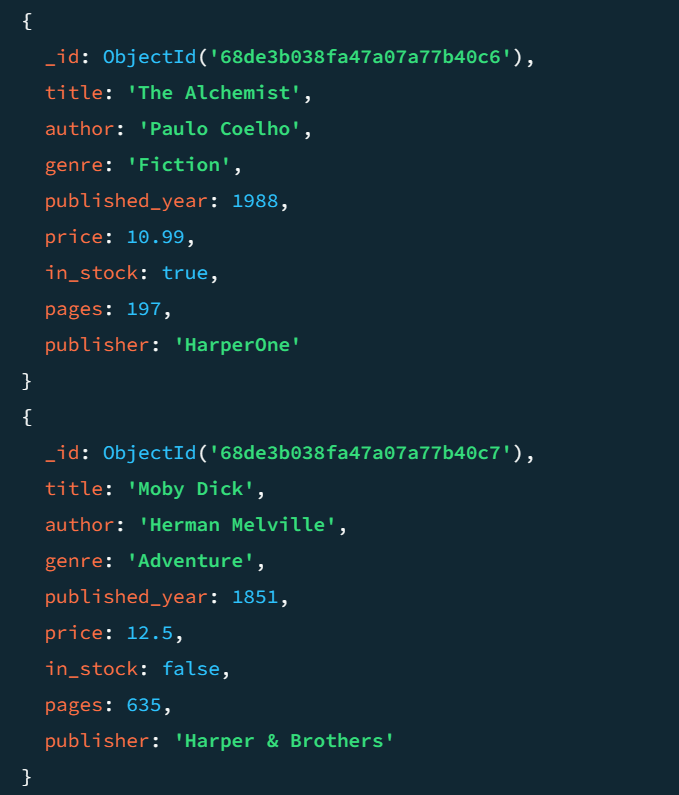 {
_id: ObjectId('68de3b038fa47a07a77b40c6'),
title: 'The Alchemist',
author: 'Paulo Coelho',
genre: 'Fiction',
published_year: 1988,
price: 10.99,
in_stock: true,
pages: 197,
publisher: 'HarperOne'
}
{
_id: ObjectId('68de3b038fa47a07a77b40c7'),
title: 'Moby Dick',
author: 'Herman Melville',
genre: 'Adventure',
published_year: 1851,
price: 12.5,
in_stock: false,
pages: 635,
publisher: 'Harper & Brothers'
}